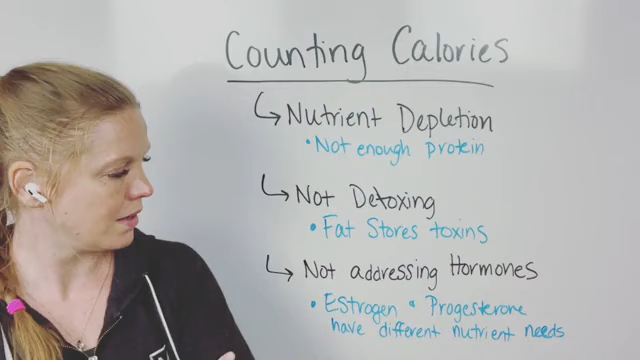 Counting Calories
Nutrient Depletion
• Not enough protein
Not Detoxing
• Fat Stores toxins
Not addressing Hormones
• Estrogen & Progesterone
have different nutrient needs